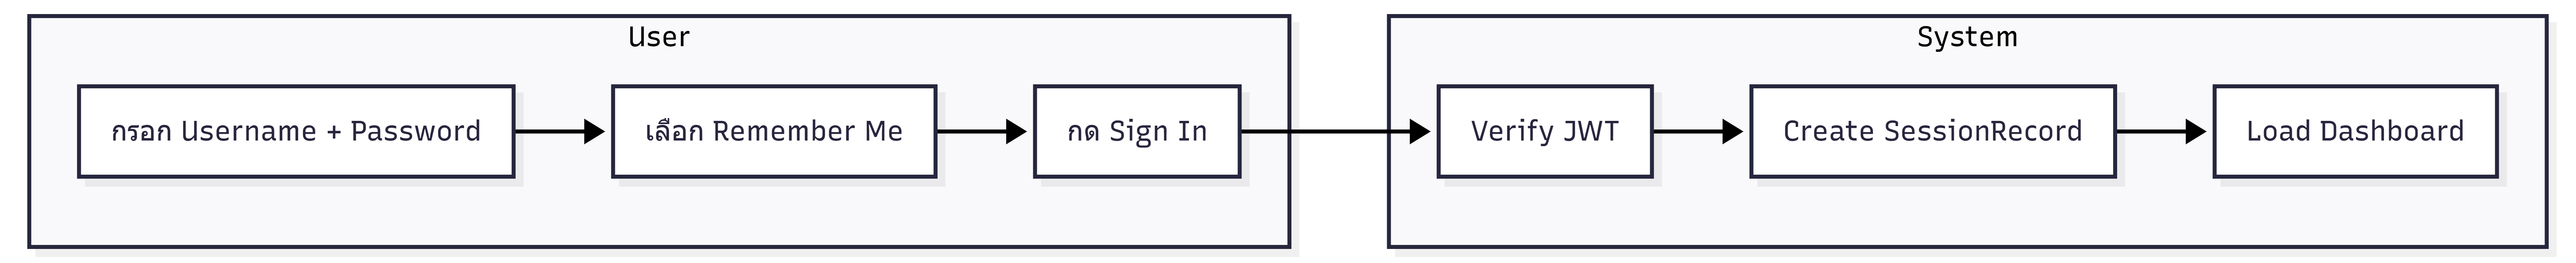 User
กรอก Username + Password
เลือก Remember Me
กด Sign In
System
Verify JWT
Create SessionRecord
Load Dashboard